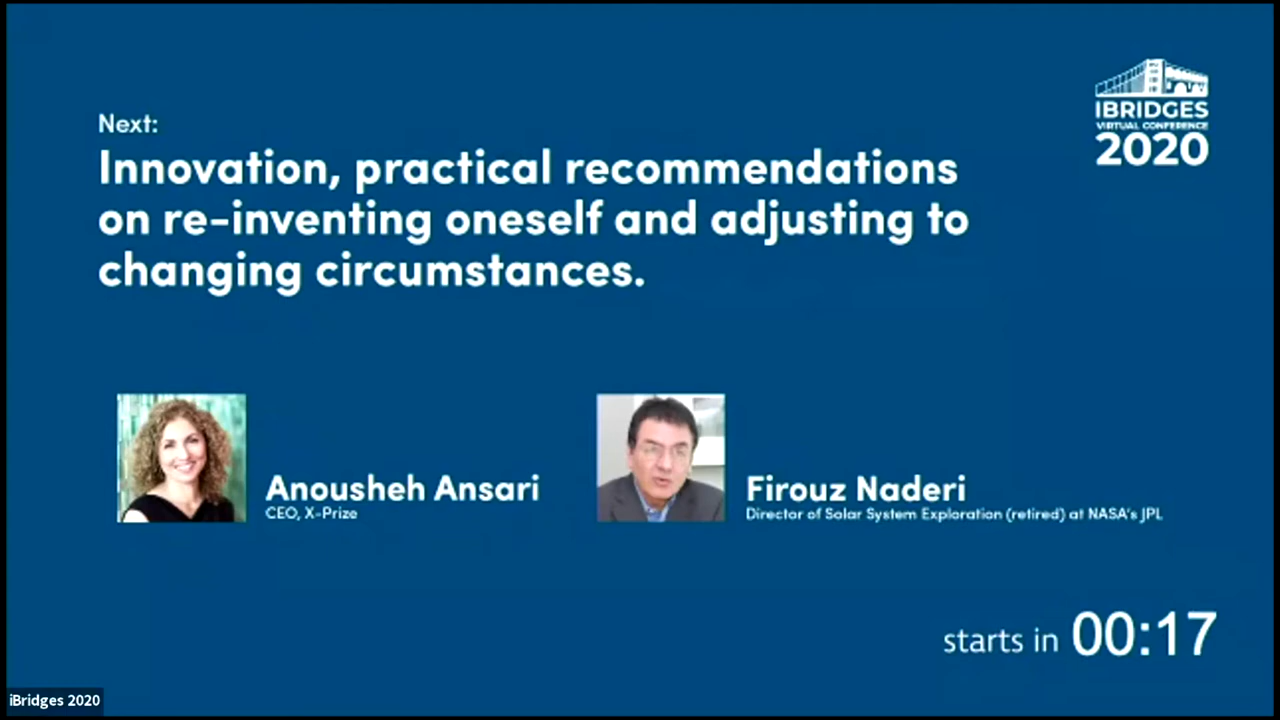 Next:
Innovation, practical recommendations
on re-inventing oneself and adjusting to
changing circumstances.
IBRIDGES
VIRTUAL CONFERENCE
2020
Anousheh Ansari
CEO, X-Prize
Firouz Naderi
Director of Solar System Exploration (retired) at NASA's JPL
starts in 00:17
iBridges 2020